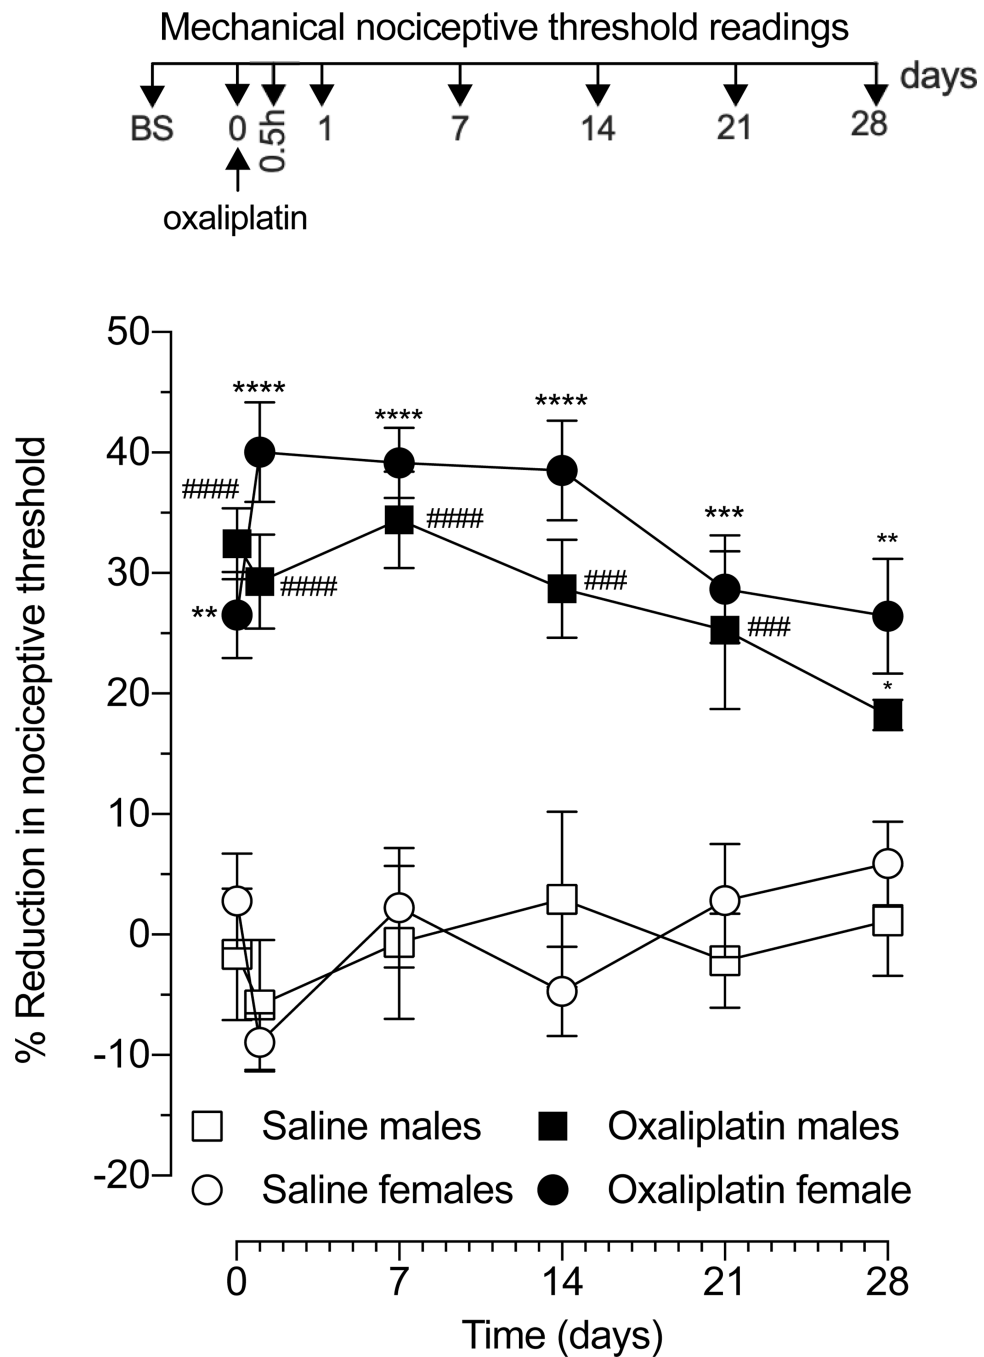 Mechanical nociceptive threshold readings
days
BS 0 0.5h 1 7 14 21 28
oxaliplatin
% Reduction in nociceptive threshold
50
40
30
20
10
0
-10
-20
****
****
****
####
####
***
**
###
####
**
###
*
Saline males
Oxaliplatin males
Saline females
Oxaliplatin female
0 7 14 21 28
Time (days)